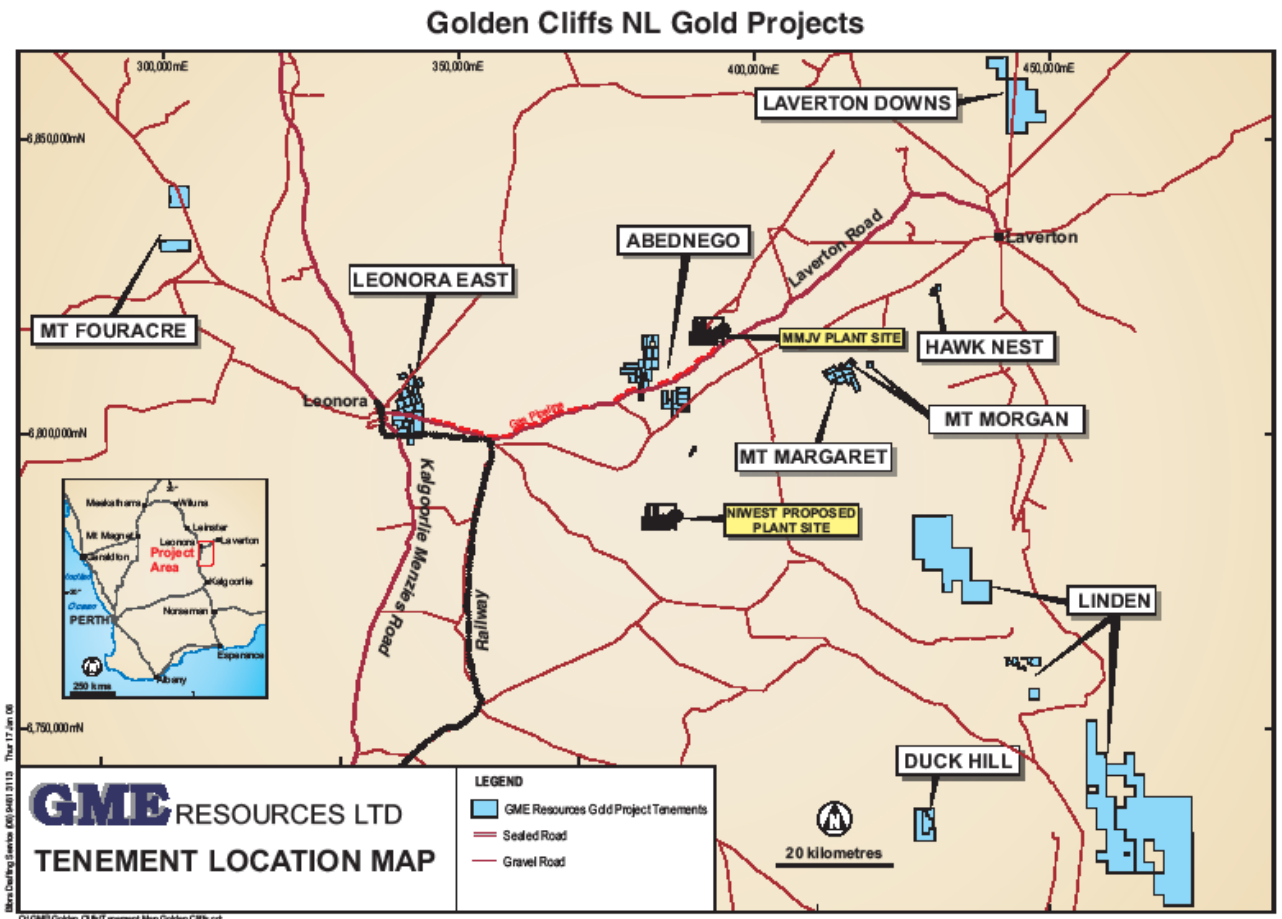 Golden Cliffs NL Gold Projects
300,000mE
350,000mE
400,000mE
450,000mE
LAVERTON DOWNS
6,850,000mN
ABEDNEGO
Laverton Road
Laverton
LEONORA EAST
MT FOURACRE
MMJV PLANT SITE
HAWK NEST
Leonora
Gas Pipeline
MT MORGAN
6,800,000mN
MT MARGARET
Kalgoorlie Menzies Road
Railway
NIWEST PROPOSED
PLANT SITE
Meekatharra
Wiluna
Leinster
Mt Magnet
Leonora
Laverton
Project
Area
Geraldton
Kalgoorlie
Indian
Ocean
Norseman
PERTH
Esperance
Albany
N
250 kms
LINDEN
6,750,000mN
DUCK HILL
GME RESOURCES LTD
TENEMENT LOCATION MAP
LEGEND
GME Resources Gold Project Tenements
Sealed Road
Gravel Road
N
20 kilometres